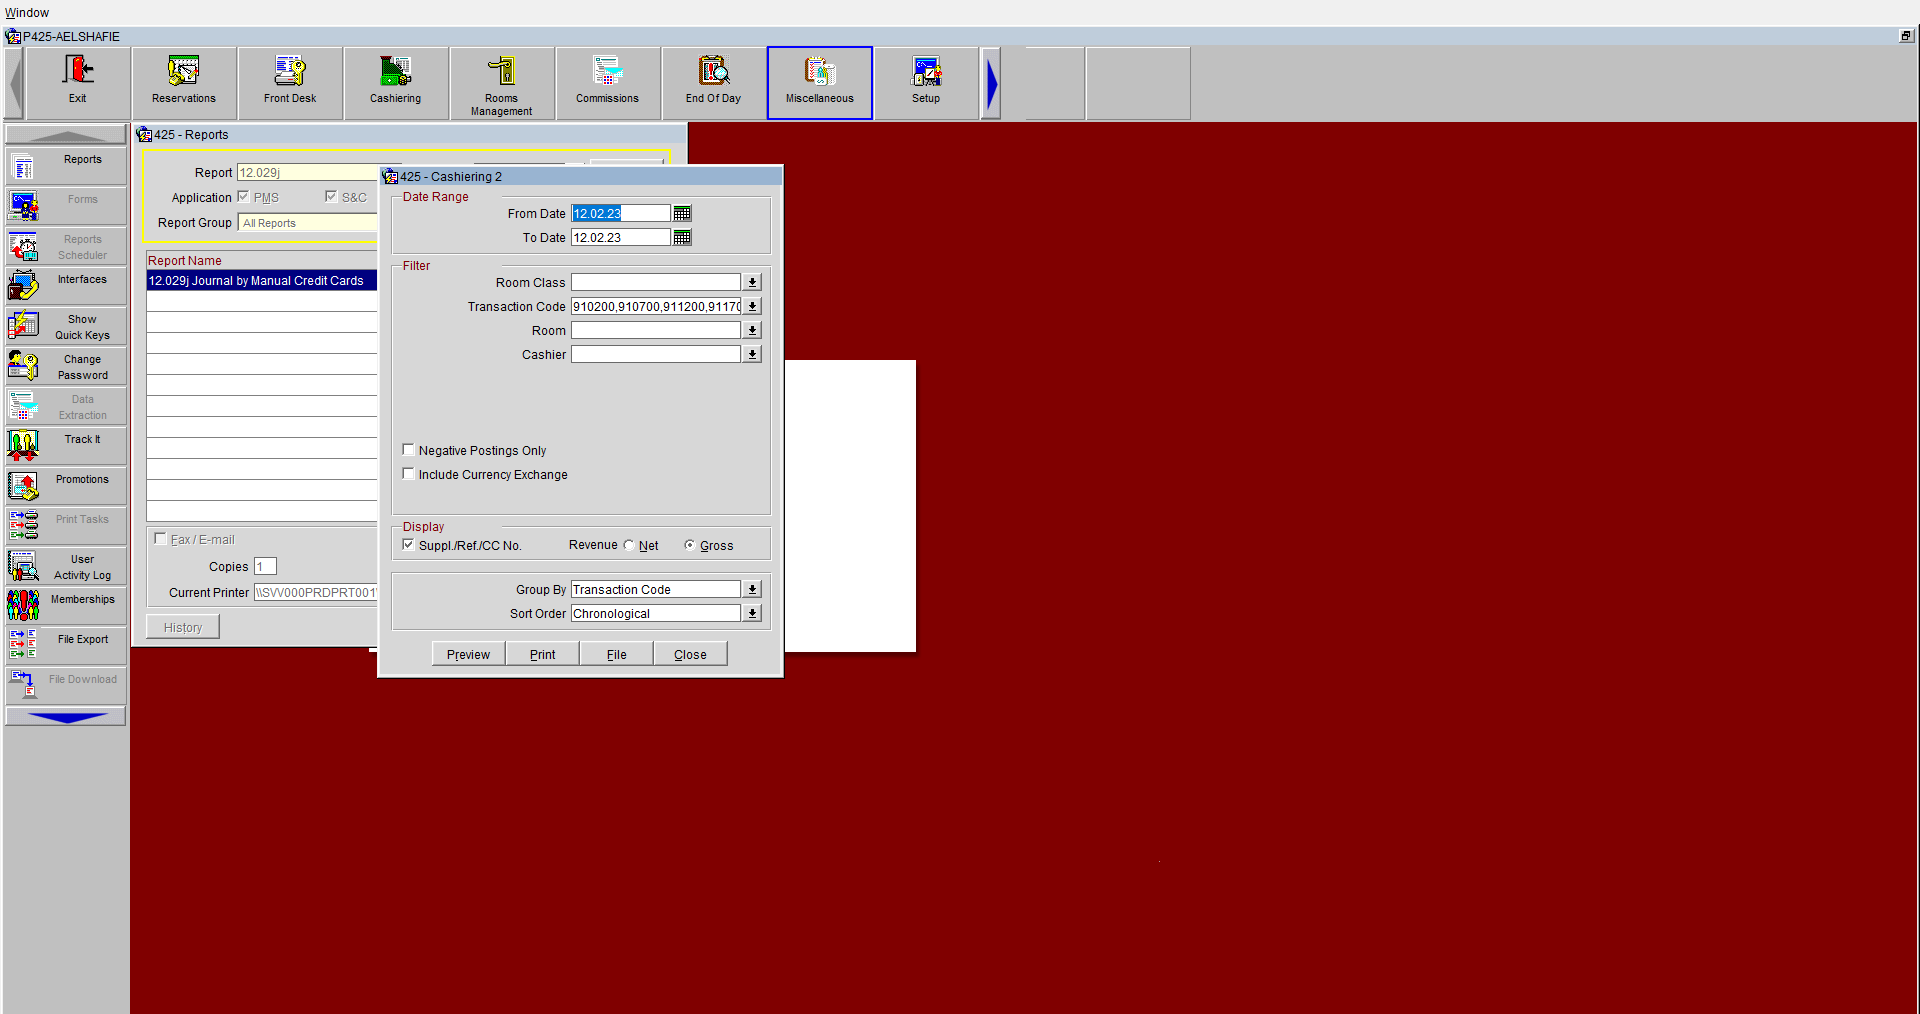 Window
P425-AELSHAFIE
Exit
Reservations
Front Desk
Cashiering
Rooms
Management
Commissions
End Of Day
Miscellaneous
Setup
Reports
Forms
Reports
Scheduler
Interfaces
Show
Quick Keys
Change
Password
Data
Extraction
Track It
Promotions
Print Tasks
User
Activity Log
Memberships
File Export
File Download
425 - Reports
Report 12.029j
Application PMS S&C
Report Group All Reports
Report Name
12.029j Journal by Manual Credit Cards
Fax / E-mail
Copies 1
Current Printer \\SVV000PRDPRT001\
History
425 - Cashiering 2
Date Range
From Date 12.02.23
To Date 12.02.23
Filter
Room Class
Transaction Code 910200,910700,911200,91170
Room
Cashier
Negative Postings Only
Include Currency Exchange
Display
Suppl./Ref./CC No. Revenue Net Gross
Group By Transaction Code
Sort Order Chronological
Preview Print File Close